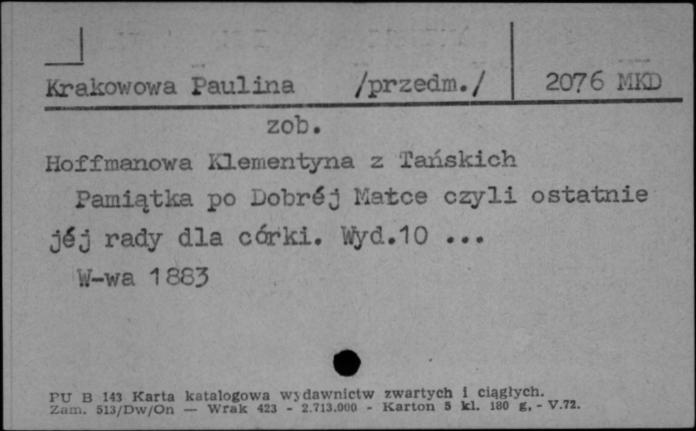 Krakowowa Paulina /przedm./ 2076 MKD
zob.
Hoffmanowa Klementyna z Tańskich
Pamiątka po Dobréj Matce czyli ostatnie
jéj rady dla córki. Wyd.10 ...
W-wa 1883
PU B 143 Karta katalogowa wydawnictw zwartych i ciągłych.
Zam. 513/Dw/On — Wrak 423 - 2.713.000 - Karton 5 kl. 180 g. - V.72.